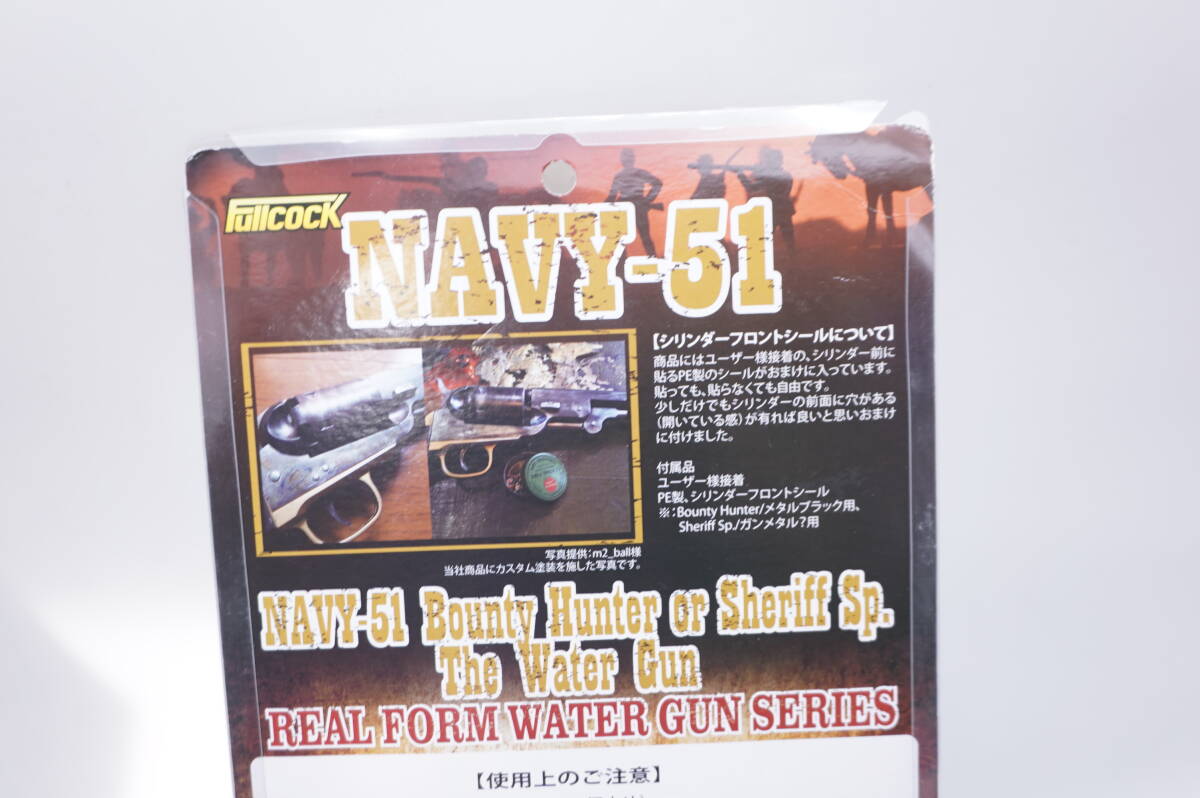 Fullcock
NAVY-51
【シリンダーフロントシールについて】
商品にはユーザー様接着の、シリンダー前に
貼るPE製のシールがおまけに入っています。
貼っても、貼らなくても自由です。
少しだけでもシリンダーの前面に穴がある
(開いている感)が有れば良いと思いおまけ
に付けました。
付属品
ユーザー様接着
PE製、シリンダーフロントシール
※:Bounty Hunter/メタルブラック用、
Sheriff Sp./ガンメタル?用
写真提供:m2_ball様
当社商品にカスタム塗装を施した写真です。
NAVY-51 Bounty Hunter or Sheriff Sp.
The Water Gun
REAL FORM WATER GUN SERIES
【使用上のご注意】